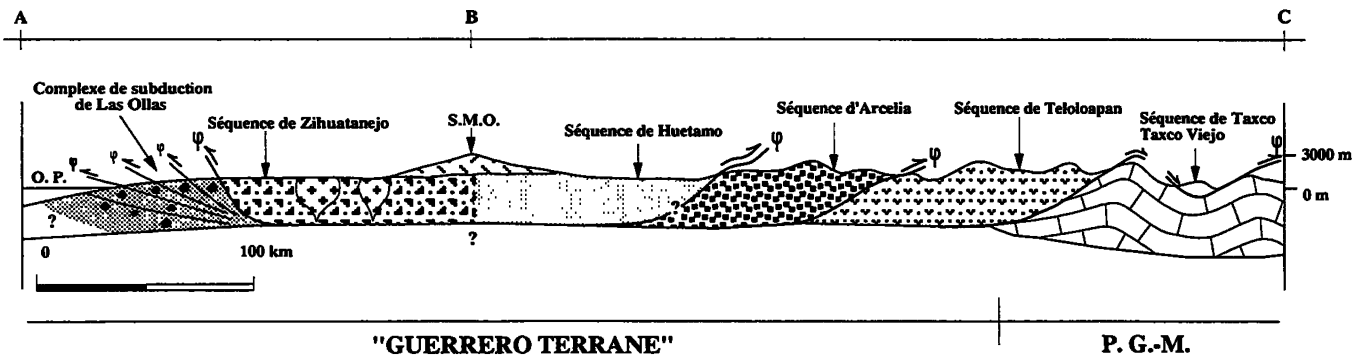 A B C
Complexe de subduction
de Las Ollas
Séquence de Zihuatanejo
S.M.O.
Séquence de Huetamo
Séquence d'Arcelia
Séquence de Teloloapan
Séquence de Taxco
Taxco Viejo
φ φ φ φ φ φ φ
O. P.
3000 m
0 m
?
?
?
0 100 km
"GUERRERO TERRANE" P. G.-M.